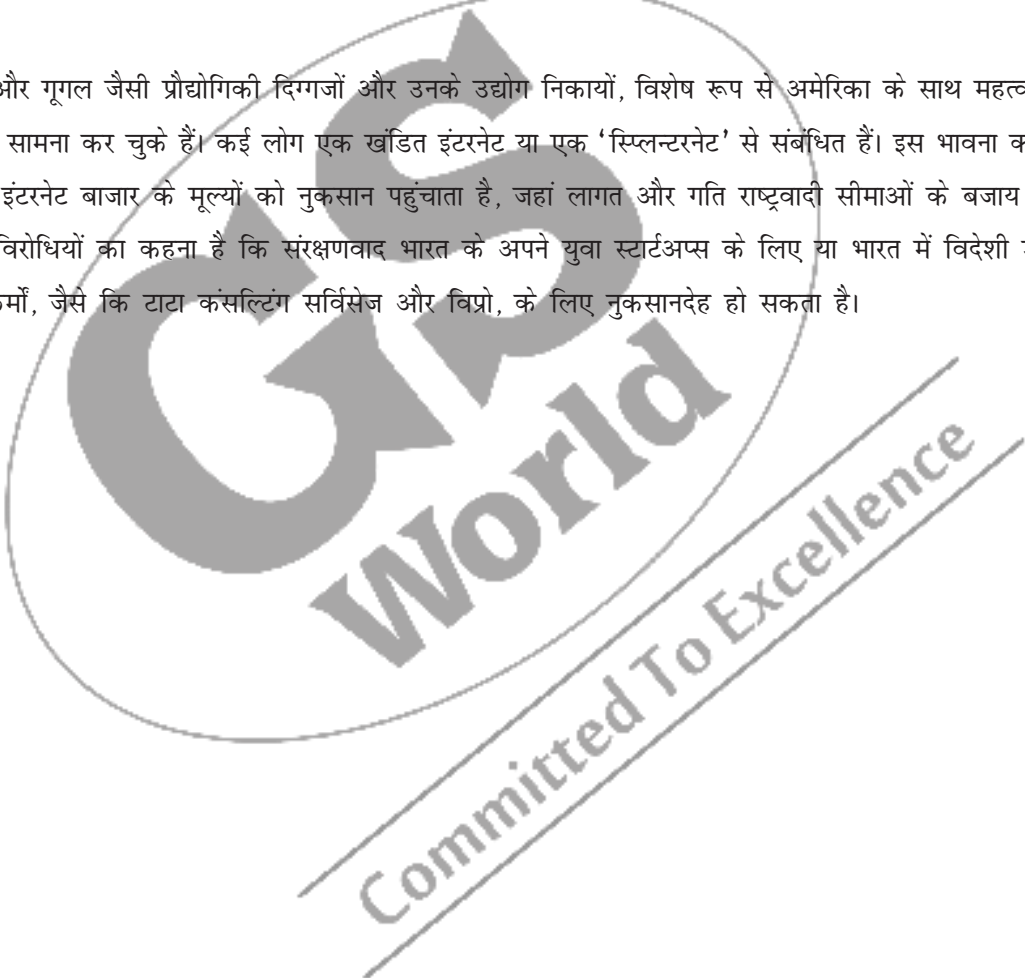 और गूगल जैसी प्रौद्योगिकी दिग्गजों और उनके उद्योग निकायों, विशेष रूप से अमेरिका के साथ महत्व
सामना कर चुके हैं। कई लोग एक खंडित इंटरनेट या एक ‘स्प्लिन्टरनेट’ से संबंधित हैं। इस भावना क
इंटरनेट बाजार के मूल्यों को नुकसान पहुंचाता है, जहां लागत और गति राष्ट्रवादी सीमाओं के बजाय
विरोधियों का कहना है कि संरक्षणवाद भारत के अपने युवा स्टार्टअप्स के लिए या भारत में विदेशी
र्मों, जैसे कि टाटा कंसल्टिंग सर्विसेज और विप्रो, के लिए नुकसानदेह हो सकता है।
GS
World
Committed To Excellence